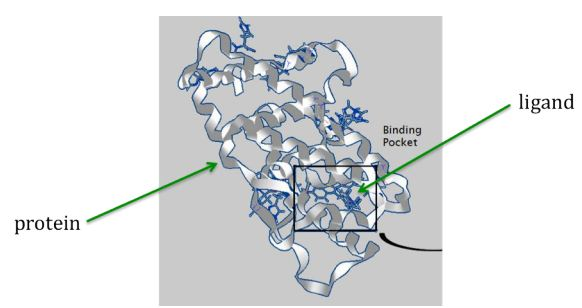 ligand
Binding
Pocket
protein